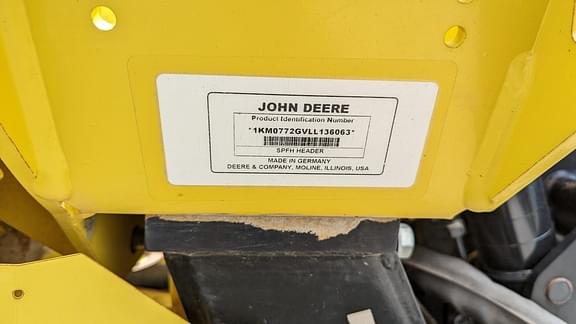 JOHN DEERE
Product Identification Number
*1KM0772GVLL136063*
SPFH HEADER
MADE IN GERMANY
DEERE & COMPANY, MOLINE, ILLINOIS, USA